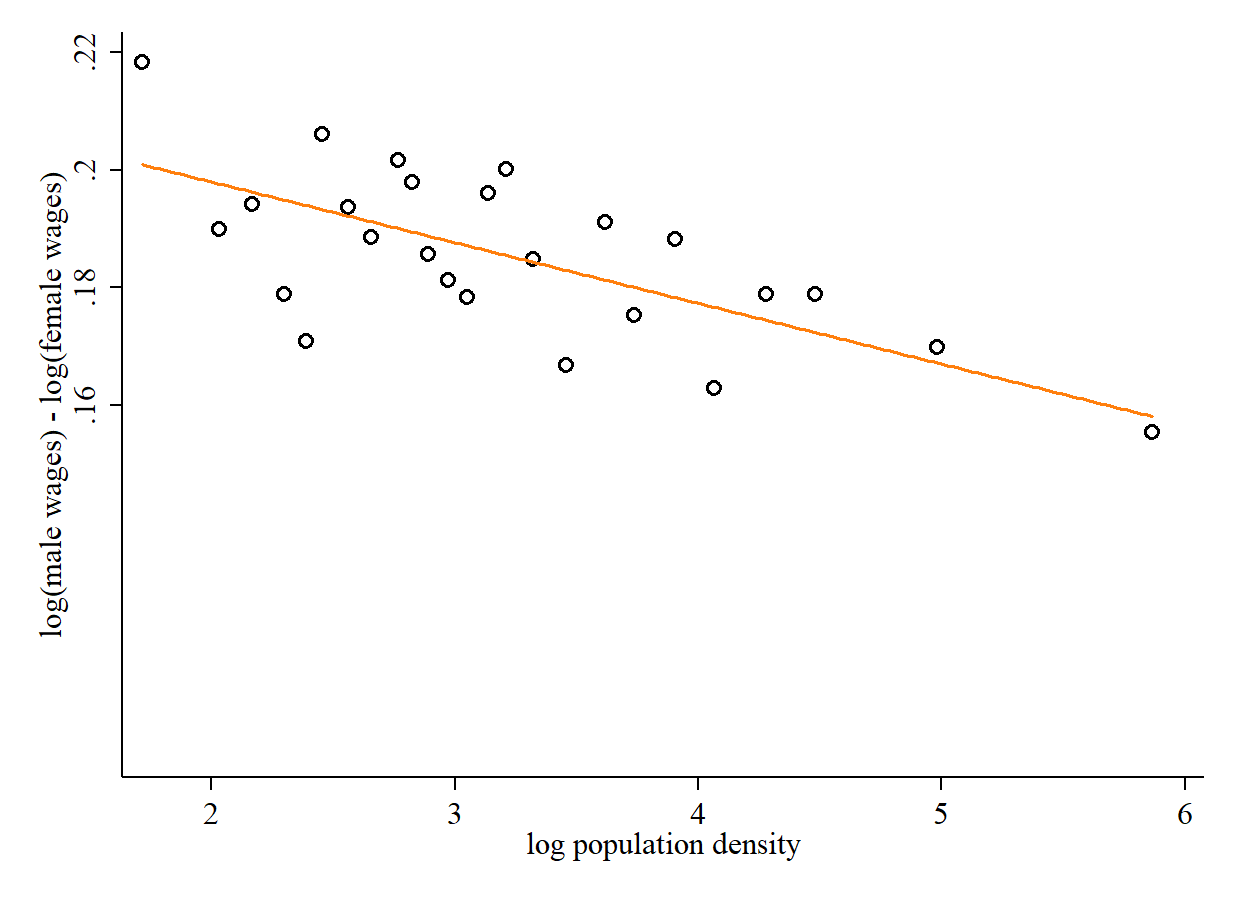 log(male wages) - log(female wages)
.22
.2
.18
.16
2 3 4 5 6
log population density